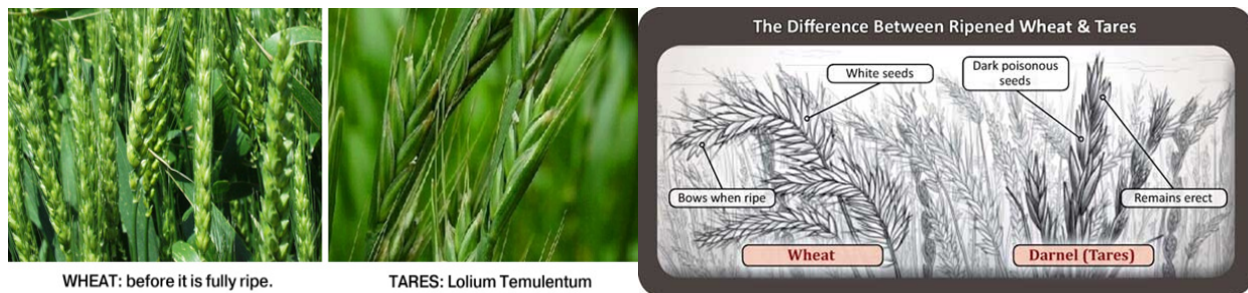 The Difference Between Ripened Wheat & Tares
White seeds
Dark poisonous
seeds
Bows when ripe
Remains erect
Wheat
Darnel (Tares)
WHEAT: before it is fully ripe.
TARES: Lolium Temulentum